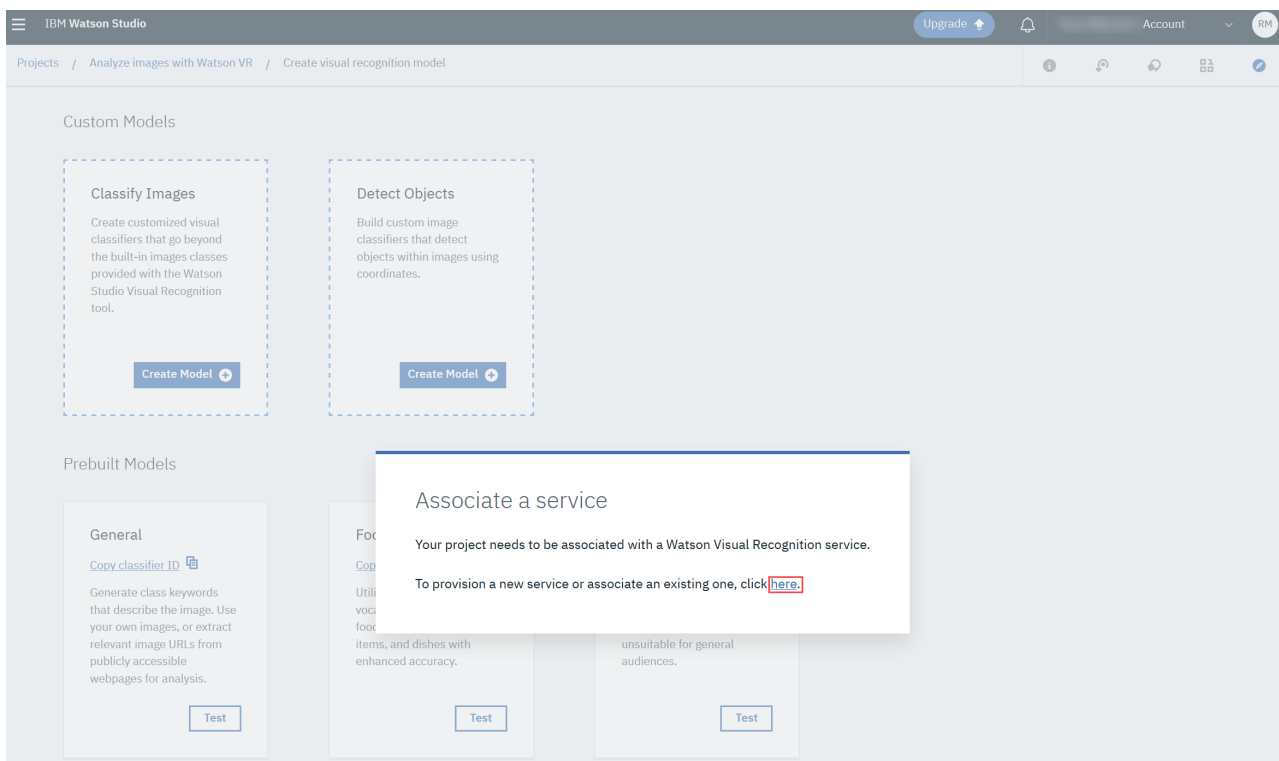 IBM Watson Studio
Upgrade
Account
RM
Projects / Analyze images with Watson VR / Create visual recognition model
Custom Models
Classify Images
Create customized visual
classifiers that go beyond
the built-in images classes
provided with the Watson
Studio Visual Recognition
tool.
Create Model
Detect Objects
Build custom image
classifiers that detect
objects within images using
coordinates.
Create Model
Prebuilt Models
General
Copy classifier ID
Generate class keywords
that describe the image. Use
your own images, or extract
relevant image URLs from
publicly accessible
webpages for analysis.
Test
items, and dishes with
enhanced accuracy.
Test
unsuitable for general
audiences.
Test
Associate a service
Your project needs to be associated with a Watson Visual Recognition service.
To provision a new service or associate an existing one, click here.